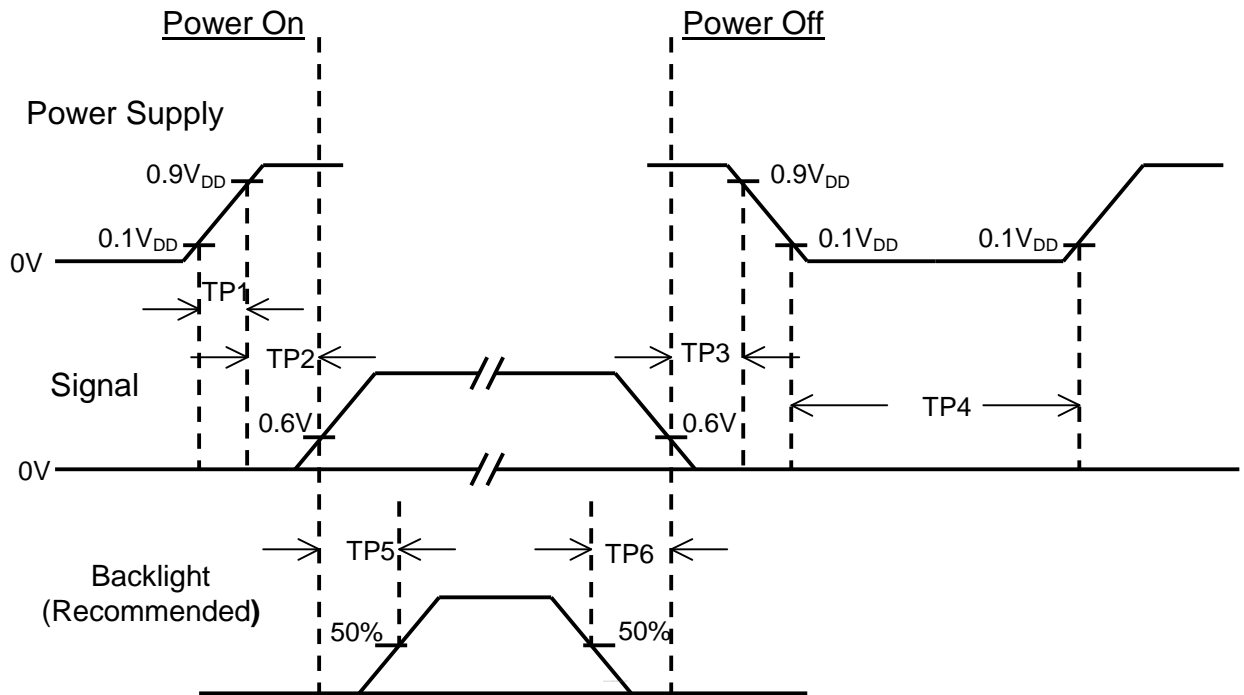 Power On
Power Off
Power Supply
0.9VDD
0.9VDD
0.1VDD
0.1VDD
0.1VDD
0V
TP1
TP2
TP3
Signal
TP4
0.6V
0.6V
0V
TP5
TP6
Backlight
(Recommended)
50%
50%